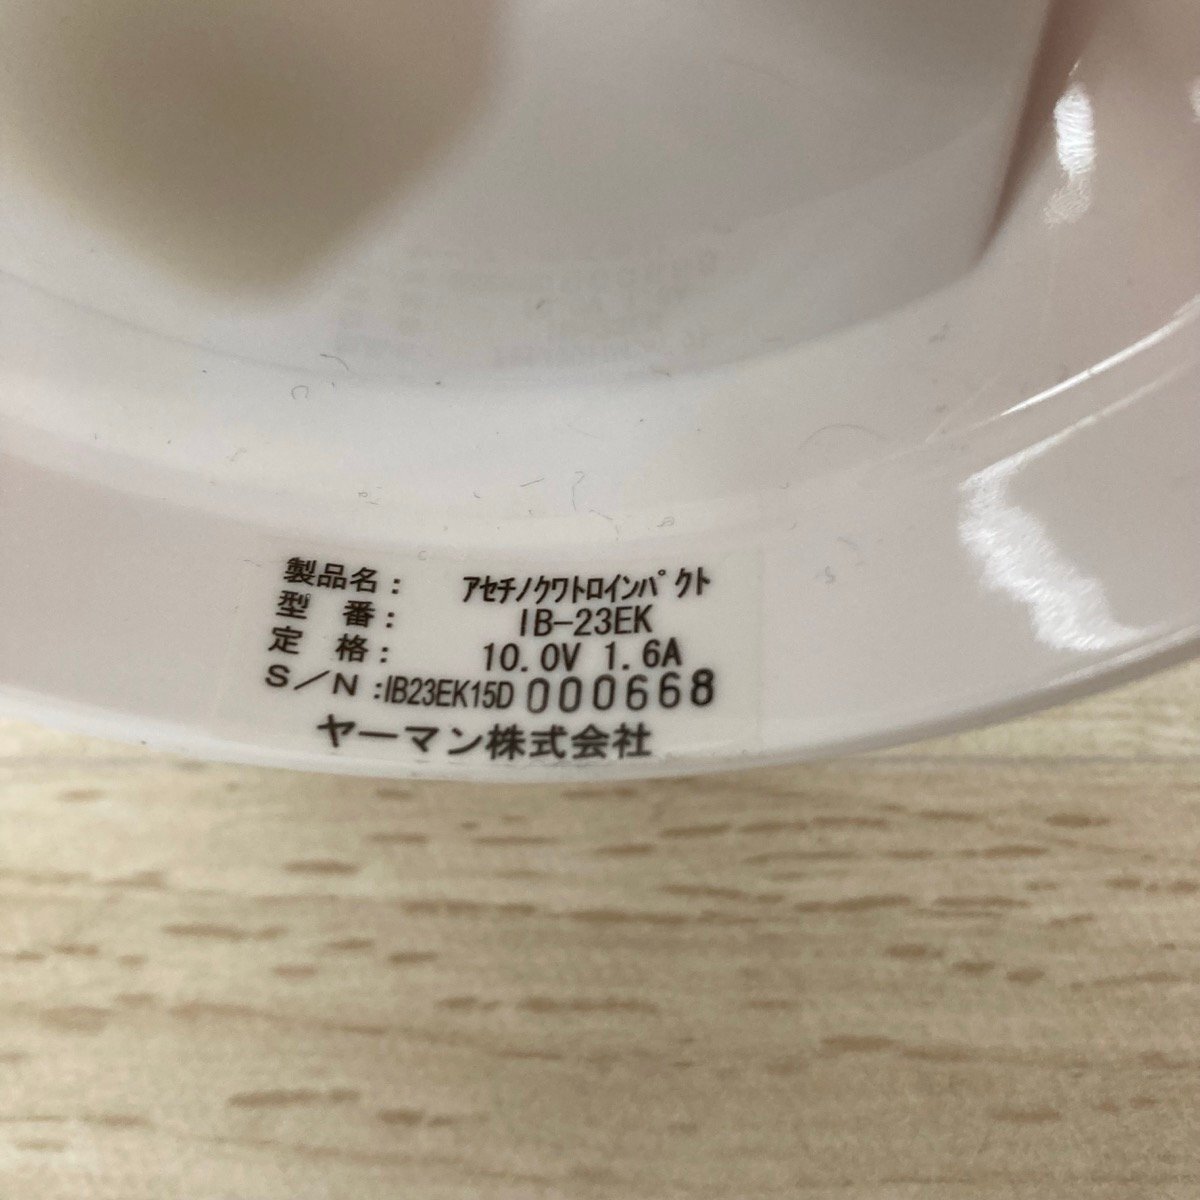 製品名: ｱｾﾁﾉｸﾜﾄﾛｲﾝﾊﾟｸﾄ
型 番: IB-23EK
定 格: 10.0V 1.6A
S/N:IB23EK15D 000668
ヤーマン株式会社